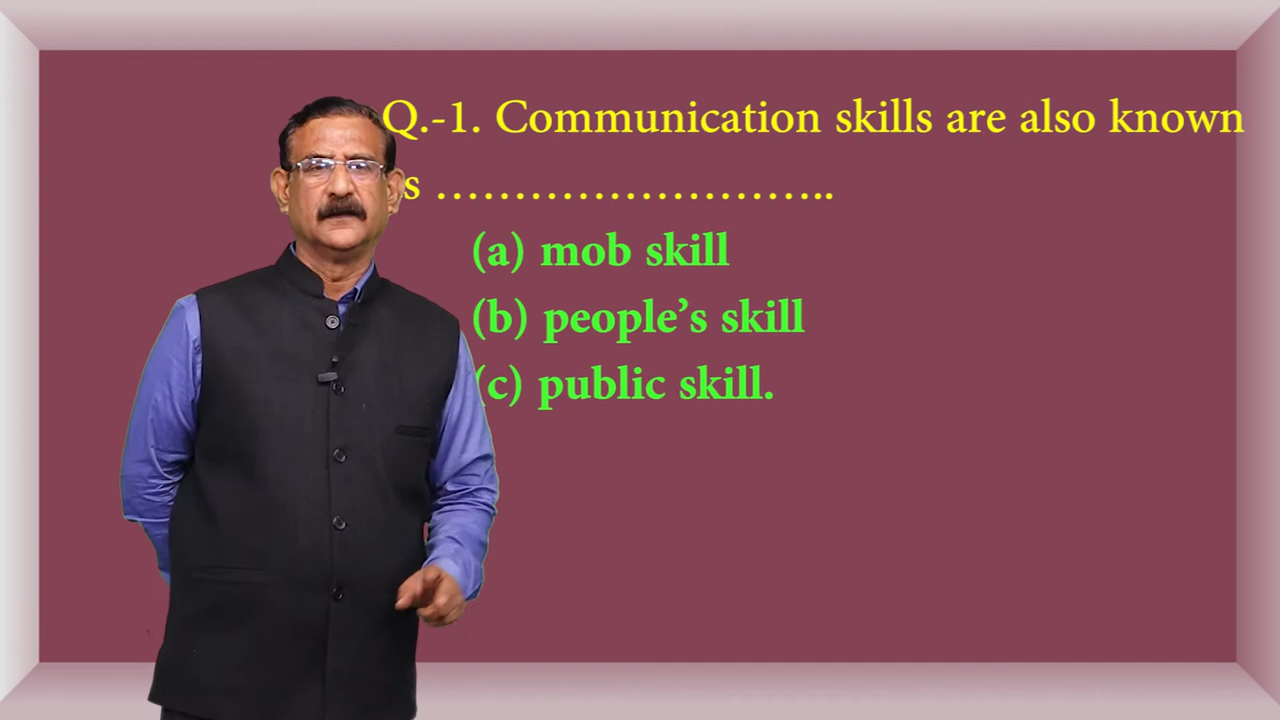 Q.-1. Communication skills are also known
s ………………………..
(a) mob skill
(b) people’s skill
(c) public skill.